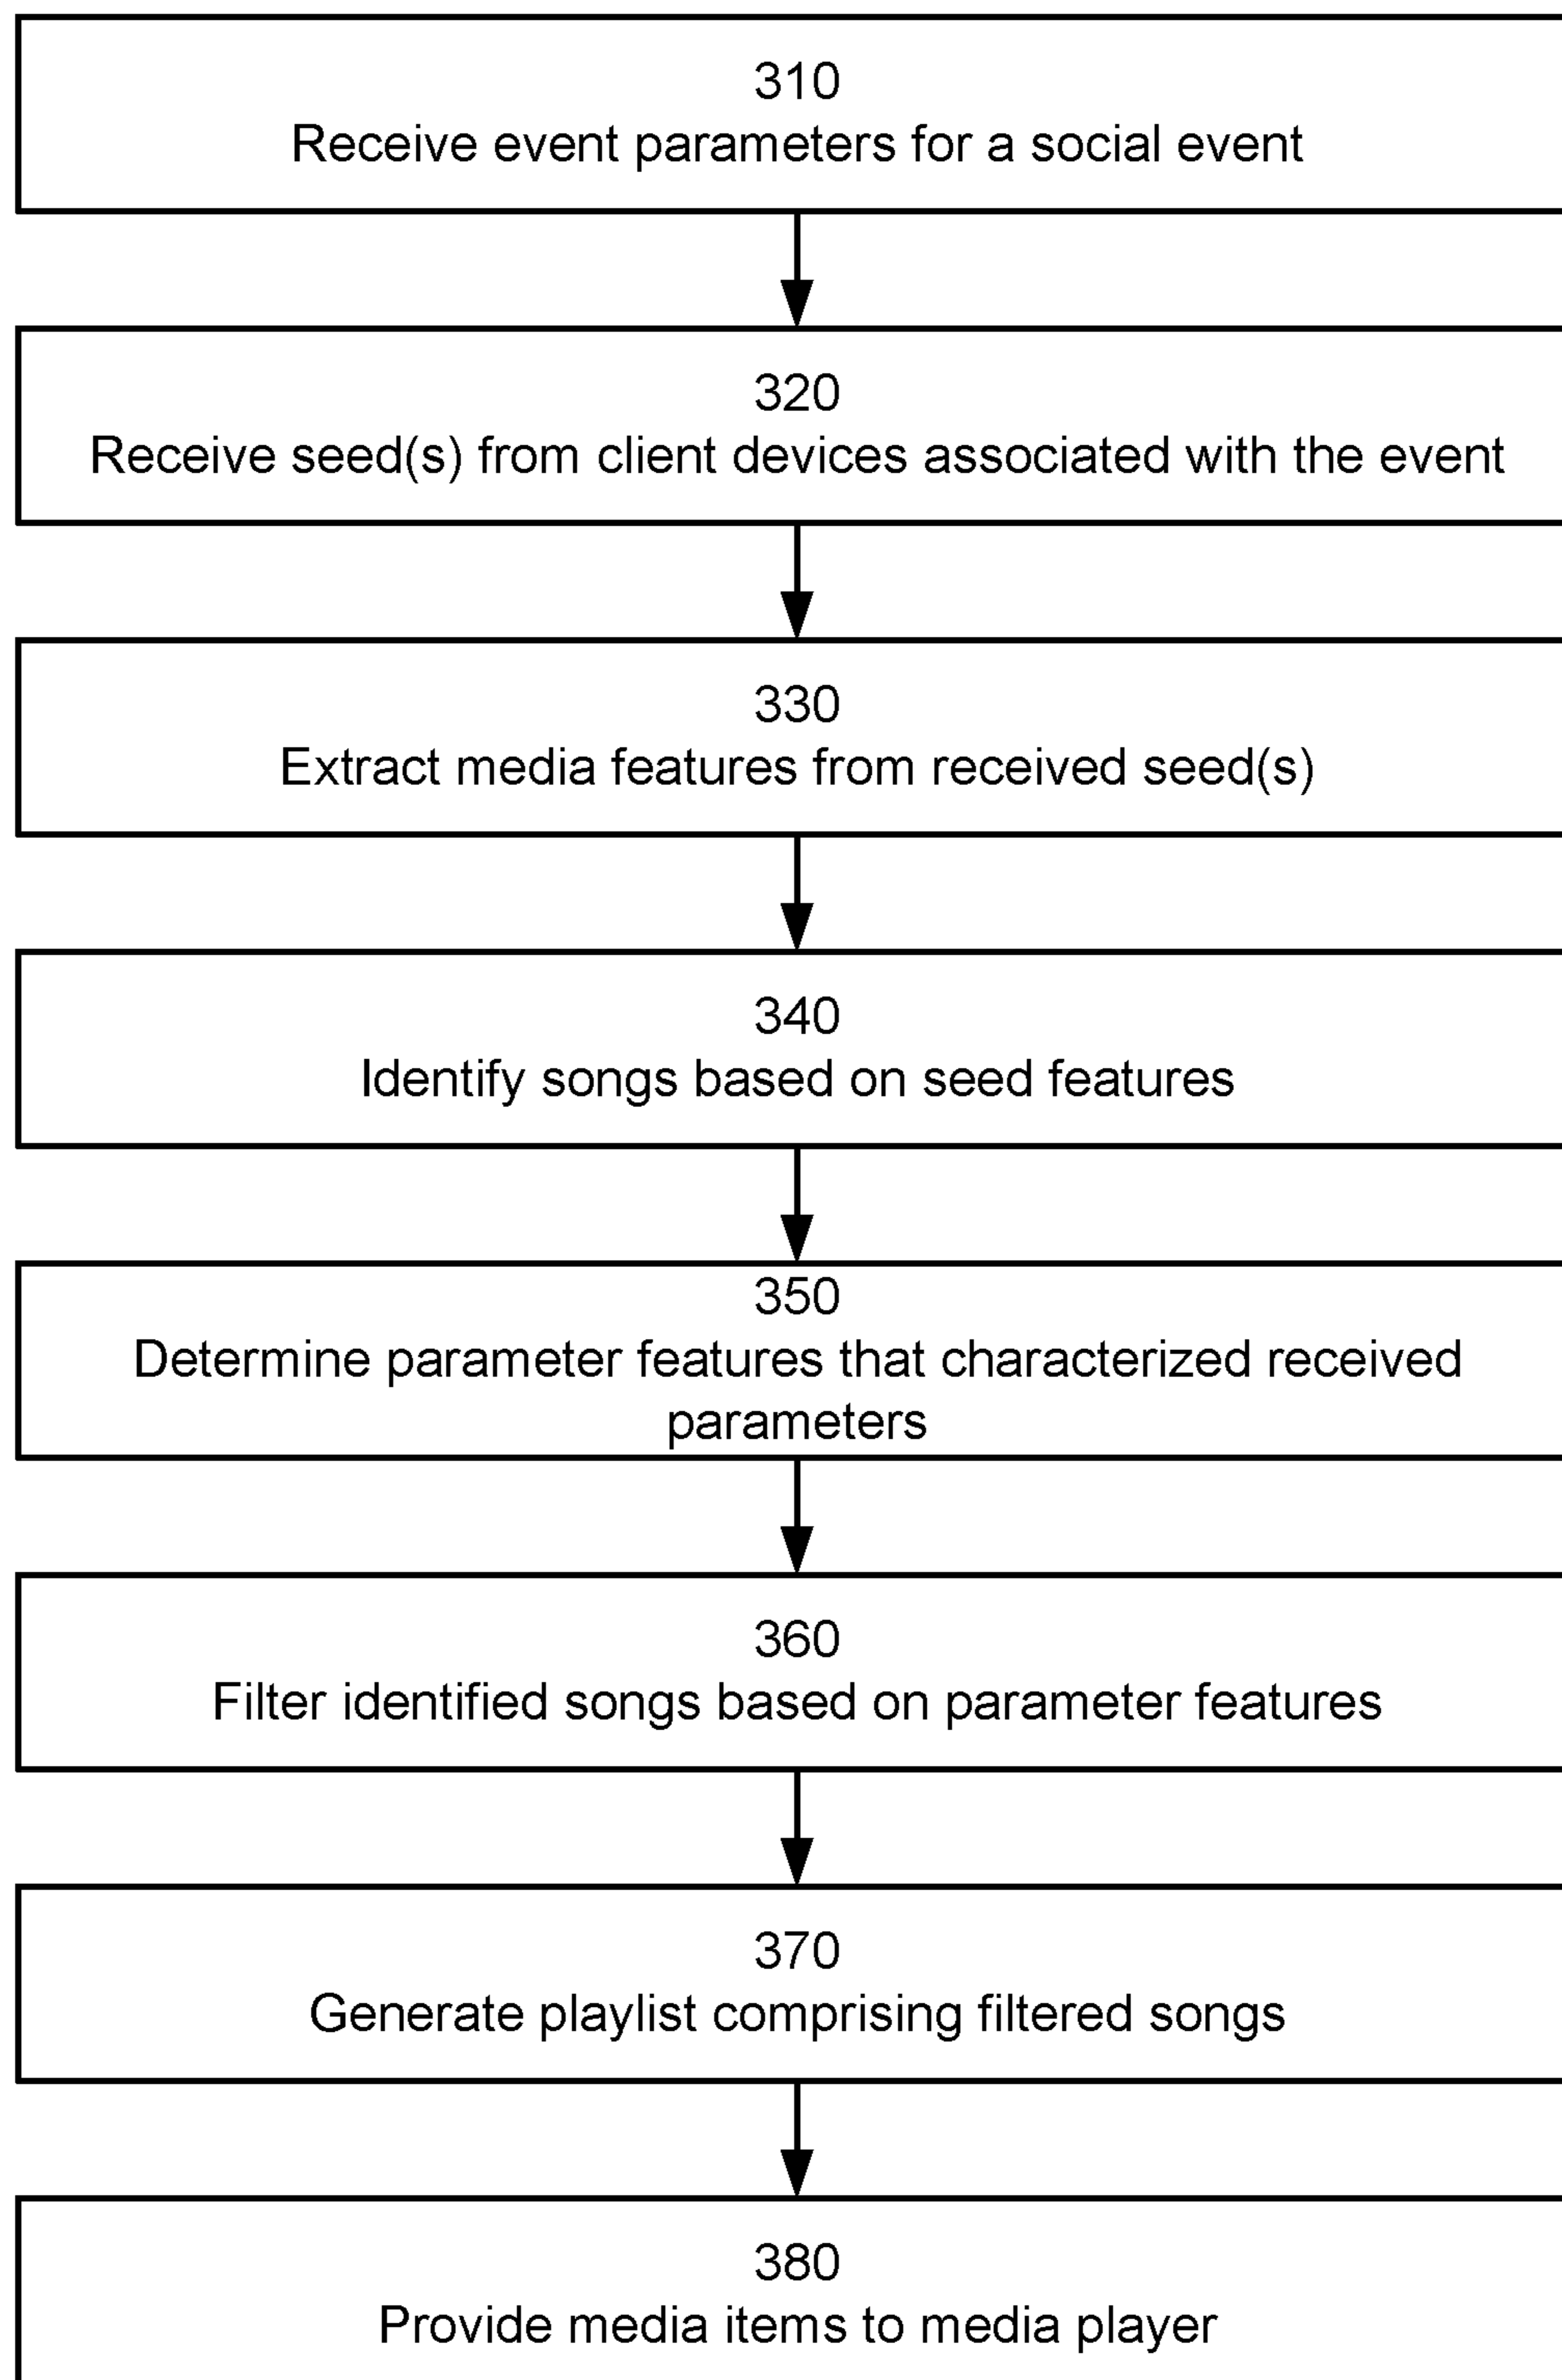 310
Receive event parameters for a social event
320
Receive seed(s) from client devices associated with the event
330
Extract media features from received seed(s)
340
Identify songs based on seed features
350
Determine parameter features that characterized received
parameters
360
Filter identified songs based on parameter features
370
Generate playlist comprising filtered songs
380
Provide media items to media player